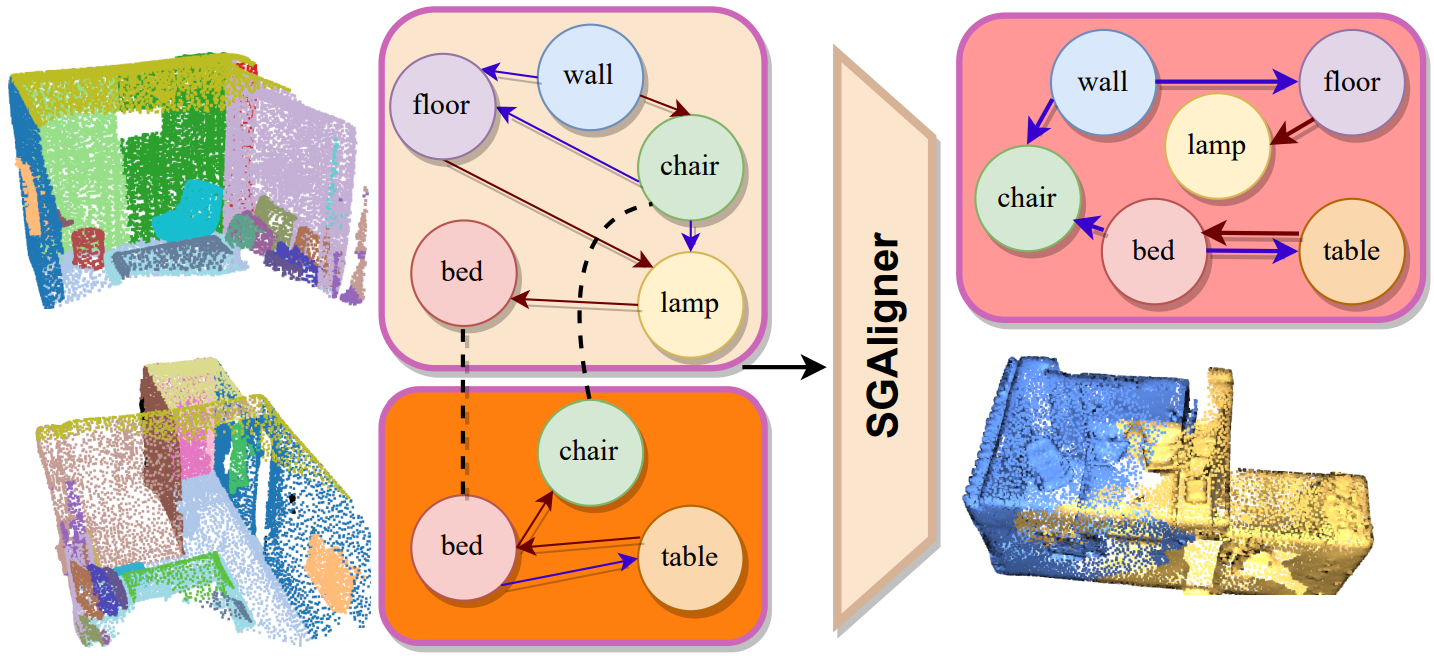 wall
floor
chair
bed
lamp
chair
bed
table
SGAligner
wall
floor
lamp
chair
bed
table